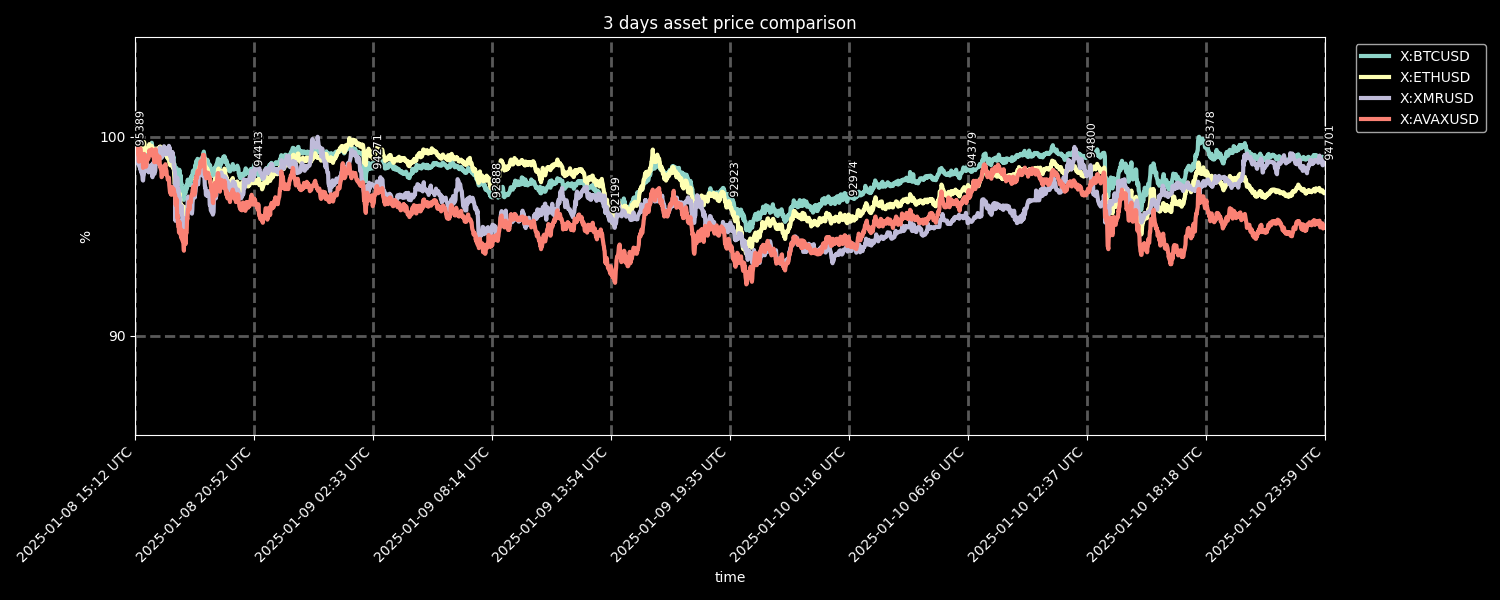 3 days asset price comparison
X:BTCUSD
X:ETHUSD
X:XMRUSD
X:AVAXUSD
%
100
90
95389
94413
94271
92888
92199
92923
92974
94379
94800
95378
94701
2025-01-08 15:12 UTC
2025-01-08 20:52 UTC
2025-01-09 02:33 UTC
2025-01-09 08:14 UTC
2025-01-09 13:54 UTC
2025-01-09 19:35 UTC
2025-01-10 01:16 UTC
2025-01-10 06:56 UTC
2025-01-10 12:37 UTC
2025-01-10 18:18 UTC
2025-01-10 23:59 UTC
time